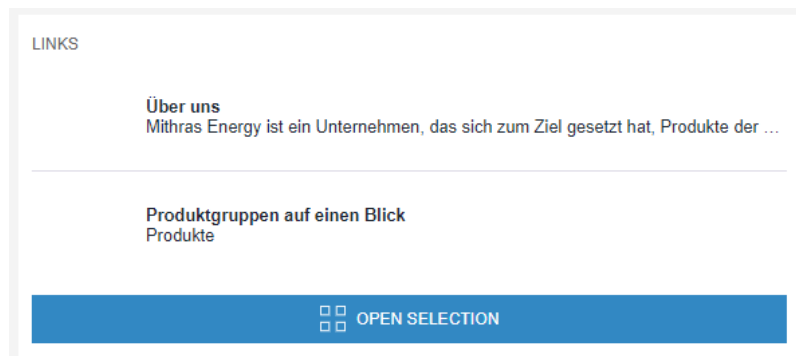 LINKS
Über uns
Mithras Energy ist ein Unternehmen, das sich zum Ziel gesetzt hat, Produkte der ...
Produktgruppen auf einen Blick
Produkte
OPEN SELECTION